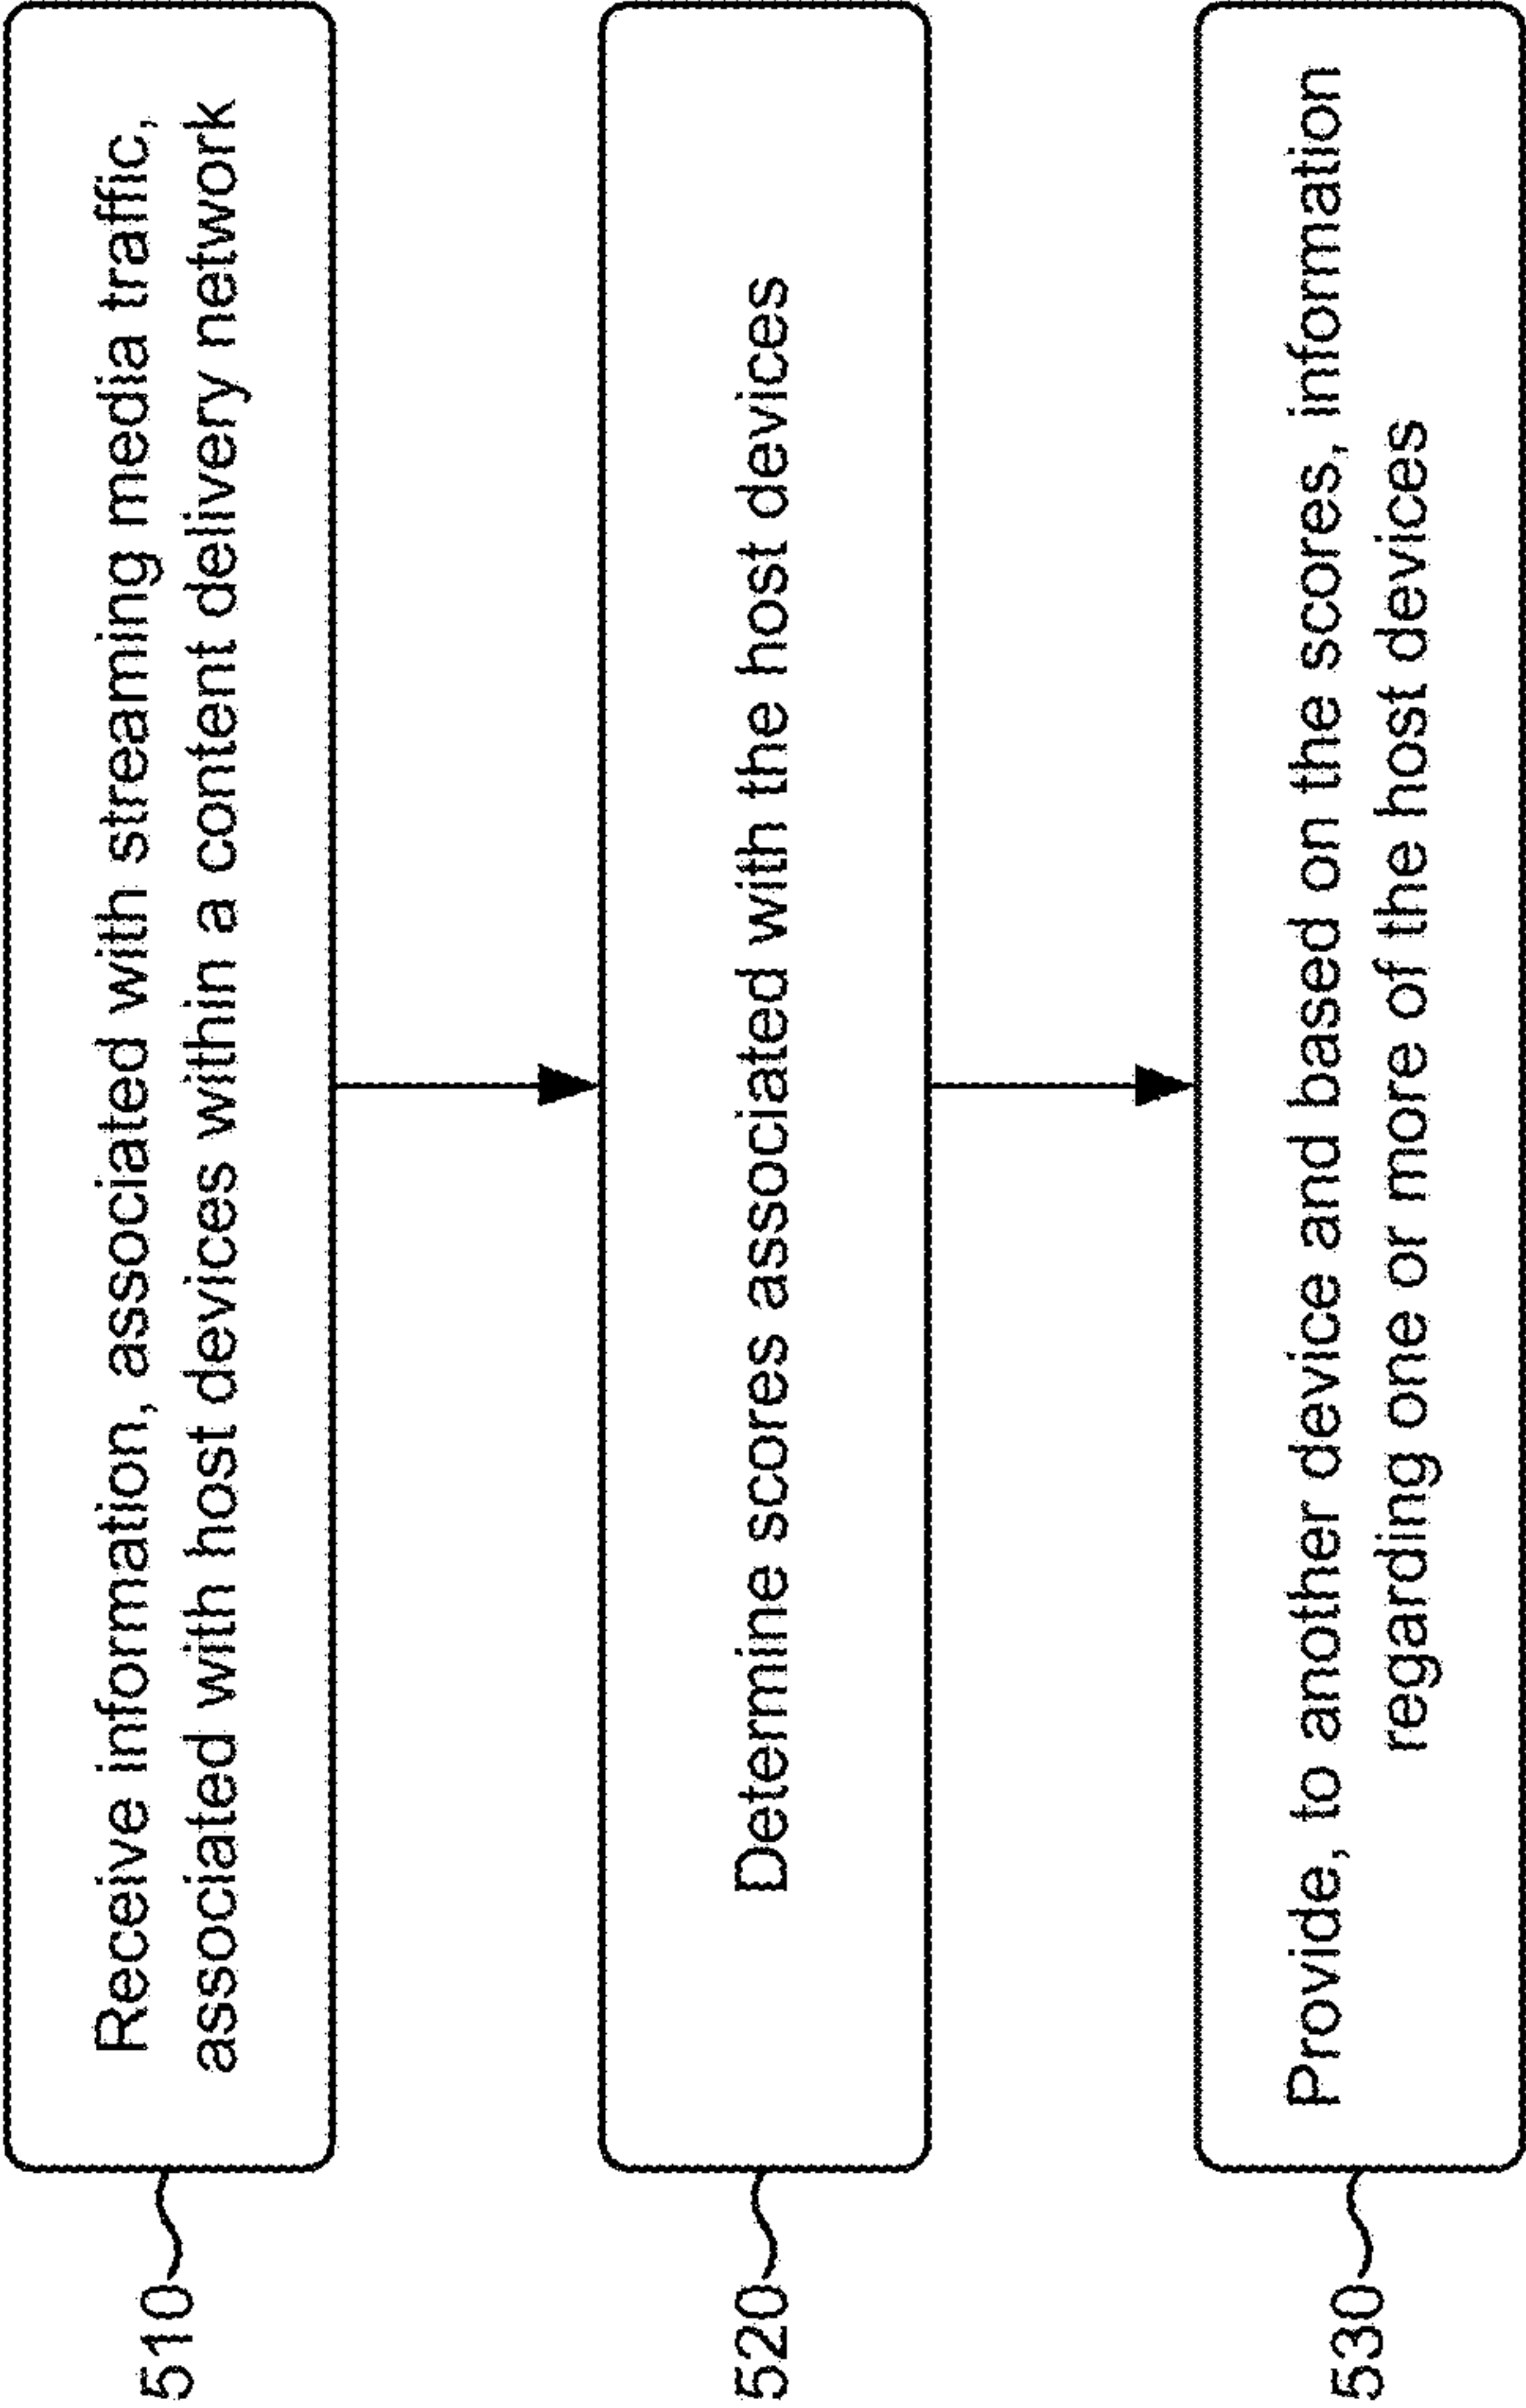 510
Receive information, associated with streaming media traffic,
associated with host devices within a content delivery network
520
Determine scores associated with the host devices
530
Provide, to another device and based on the scores, information
regarding one or more of the host devices